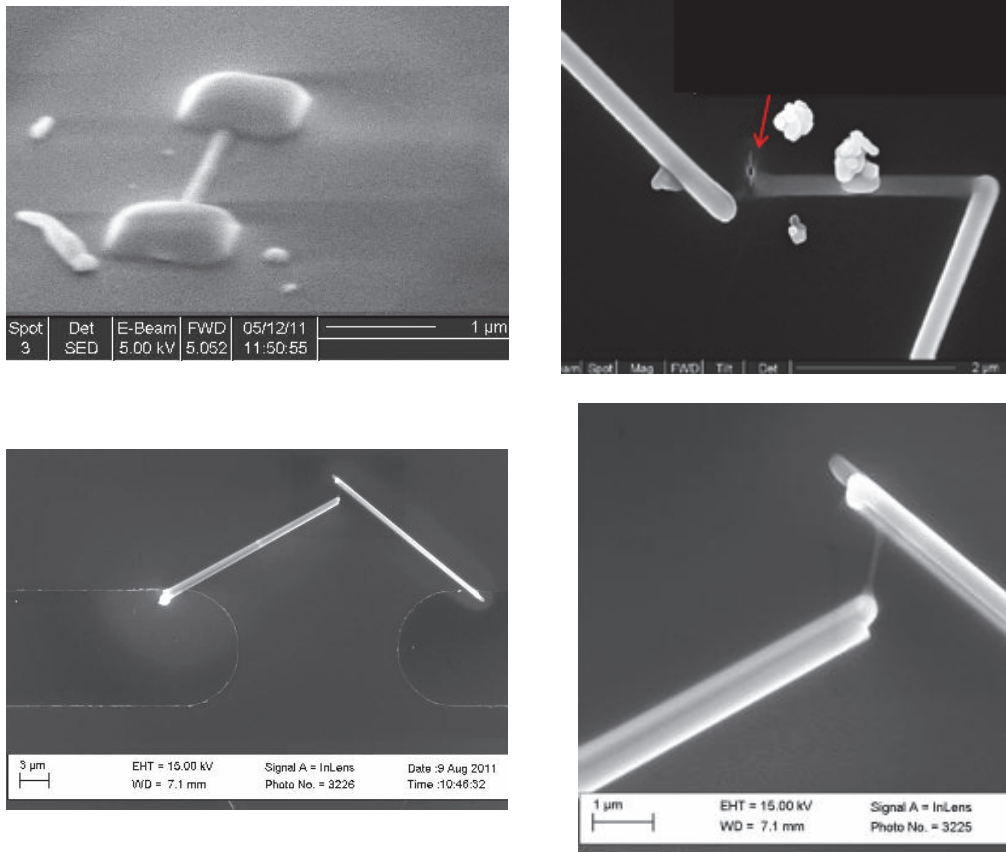 1 µm
Spot Det E-Beam FWD 05/12/11
3 SED 5.00 kV 5.052 11:50:55
Spot Mag FWD Tilt Det 2 µm
3 µm EHT = 15.00 kV Signal A = InLens Date :9 Aug 2011
WD = 7.1 mm Photo No. = 3226 Time :10:46:32
1 µm EHT = 15.00 kV Signal A = InLens
WD = 7.1 mm Photo No. = 3225